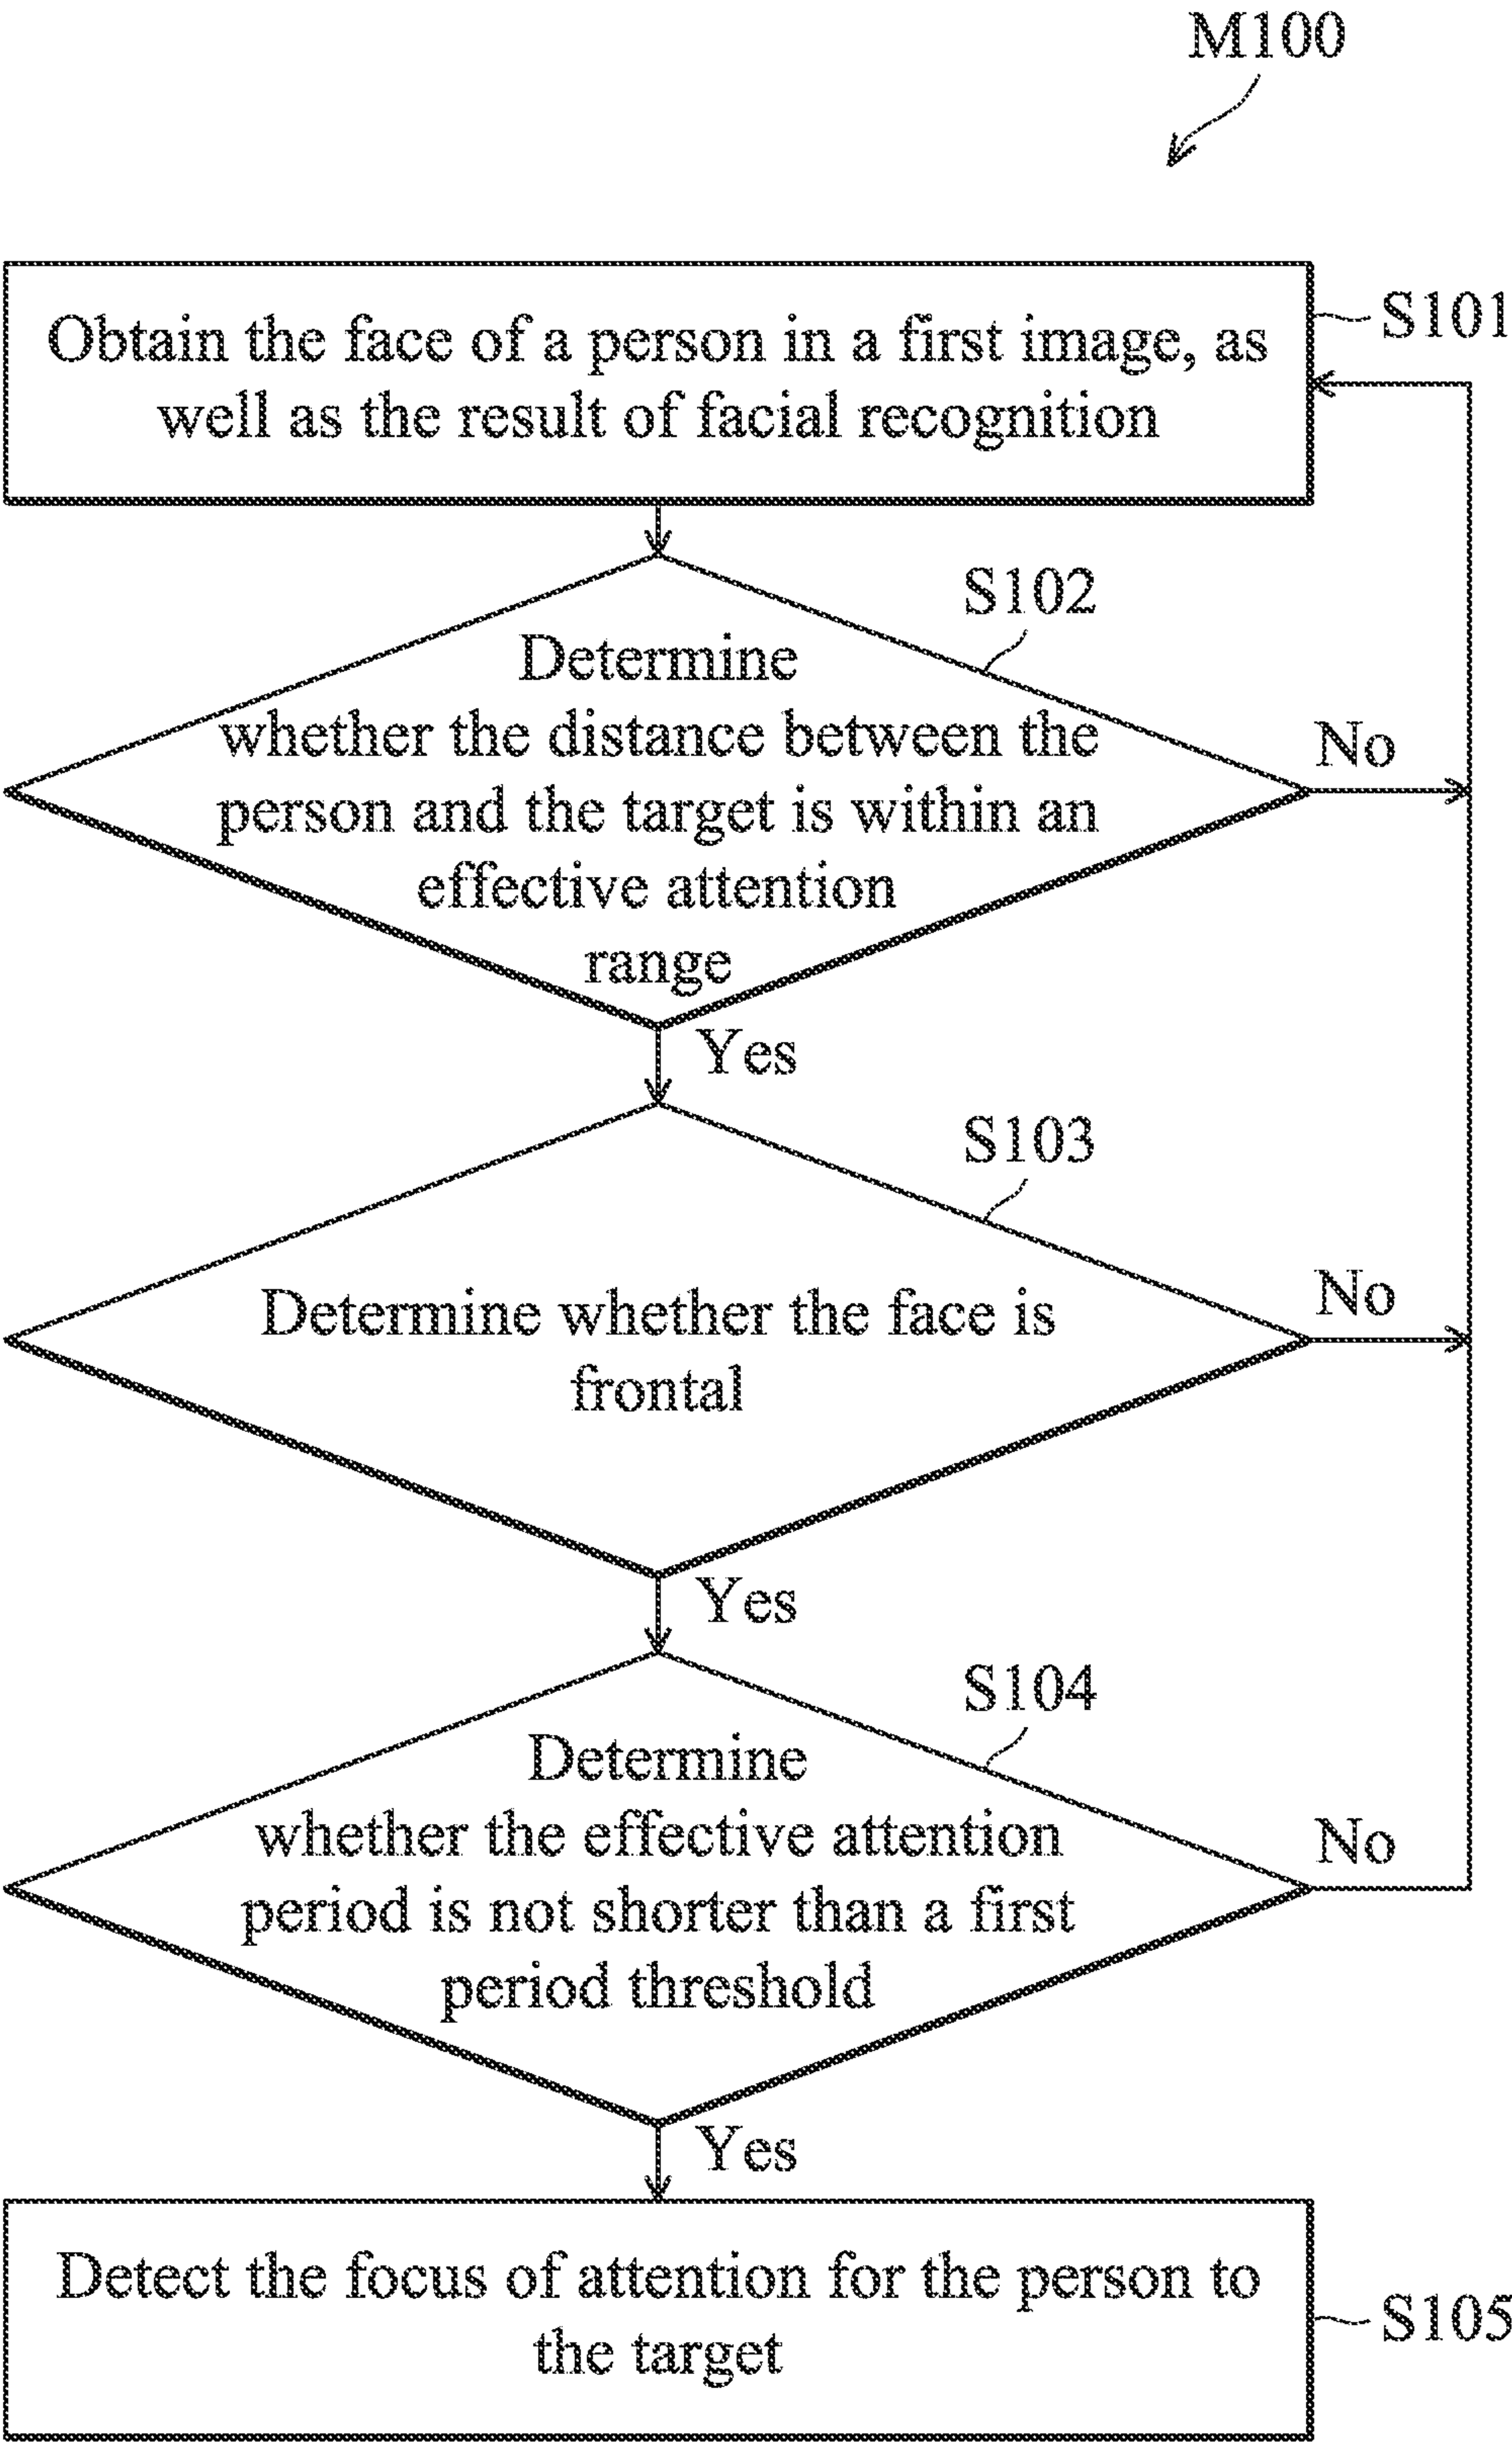 M100
Obtain the face of a person in a first image, as
well as the result of facial recognition
S101
S102
Determine
whether the distance between the
person and the target is within an
effective attention
range
No
Yes
S103
Determine whether the face is
frontal
No
Yes
S104
Determine
whether the effective attention
period is not shorter than a first
period threshold
No
Yes
Detect the focus of attention for the person to
the target
S105